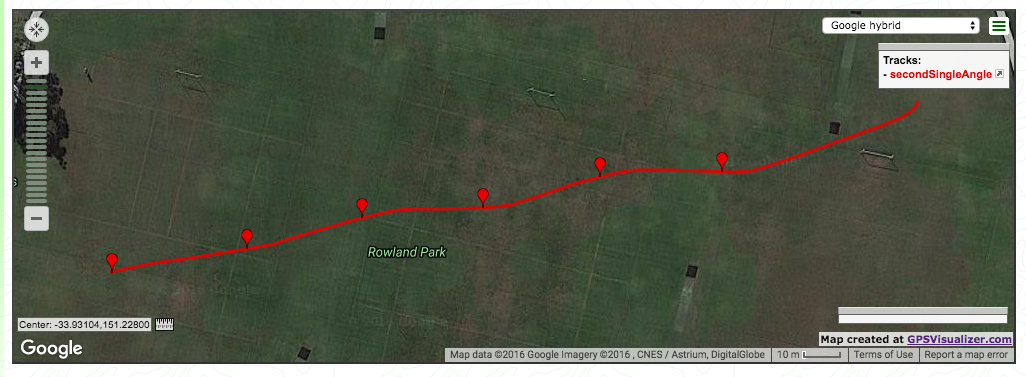 Google hybrid
Tracks:
- secondSingleAngle
Rowland Park
Center: -33.93104,151.22800
Map created at GPSVisualizer.com
Google
Map data ©2016 Google Imagery ©2016 , CNES / Astrium, DigitalGlobe
10 m
Terms of Use
Report a map error